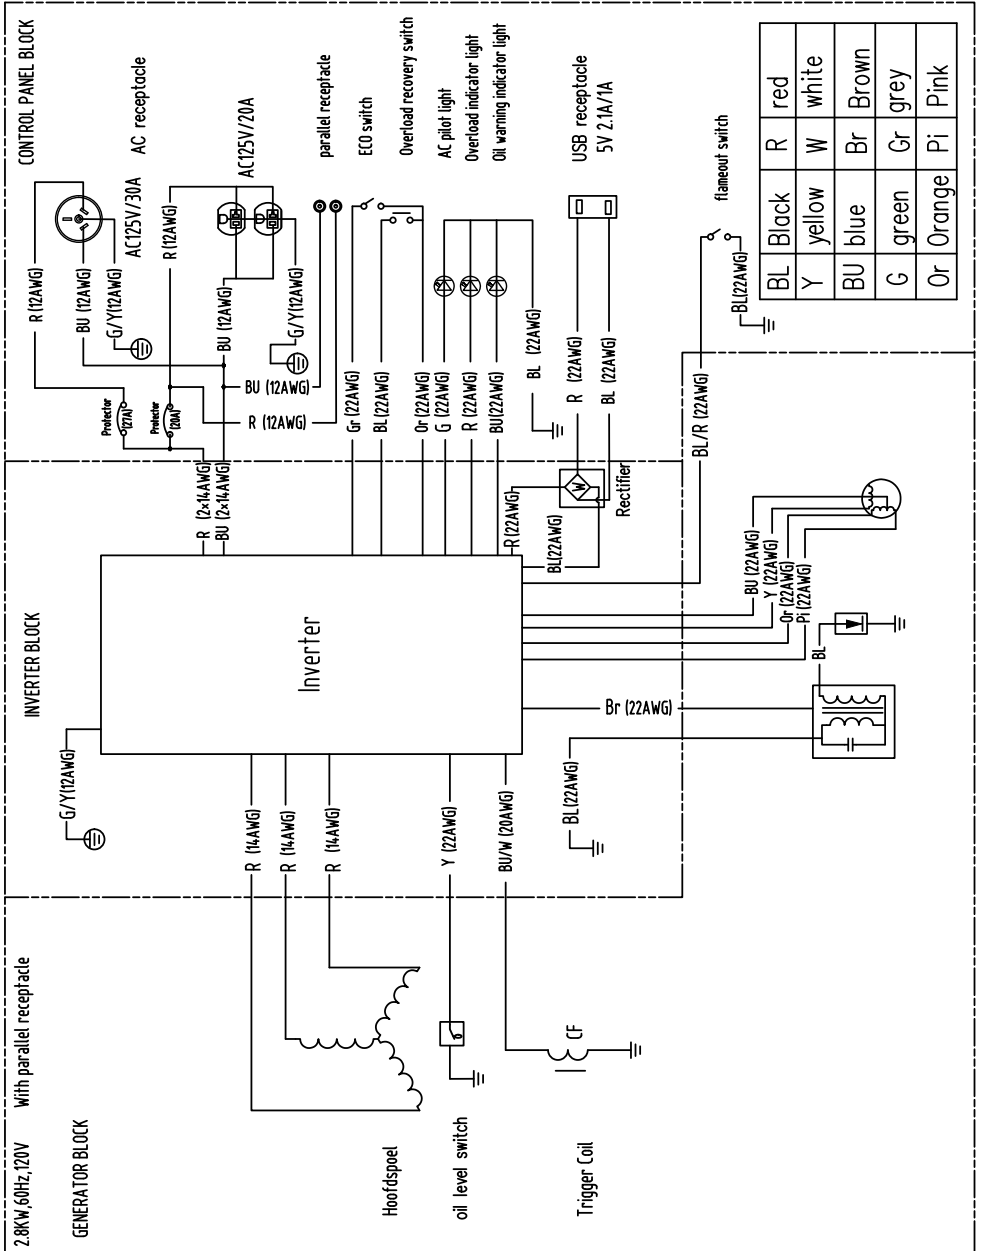 2.8KW,60Hz,120V With parallel receptacle
GENERATOR BLOCK
INVERTER BLOCK
CONTROL PANEL BLOCK
Hoofdspoel
oil level switch
Trigger Coil
CF
R (14AWG)
R (14AWG)
R (14AWG)
Y (22AWG)
BU/W (20AWG)
BL(22AWG)
G/Y(12AWG)
Inverter
Br (22AWG)
R (2x14AWG)
BU (2x14AWG)
R(22AWG)
BL(22AWG)
Rectifier
W
BU (22AWG)
Y (22AWG)
Or (22AWG)
Pi (22AWG)
BL
Protector
(27A)
Protector
(20A)
R (12AWG)
BU (12AWG)
G/Y(12AWG)
R(12AWG)
BU (12AWG)
G/Y(12AWG)
BU (12AWG)
R (12AWG)
Gr (22AWG)
BL(22AWG)
Or(22AWG)
G (22AWG)
R (22AWG)
BU(22AWG)
BL (22AWG)
R (22AWG)
BL (22AWG)
BL/R (22AWG)
BL(22AWG)
AC125V/30A
AC receptacle
AC125V/20A
parallel receptacle
ECO switch
Overload recovery switch
AC pilot light
Overload indicator light
Oil warning indicator light
USB receptacle
5V 2.1A/1A
flameout switch
BL Black R red
Y yellow W white
BU blue Br Brown
G green Gr grey
Or Orange Pi Pink